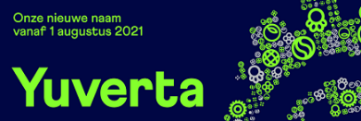 Onze nieuwe naam
vanaf 1 augustus 2021
Yuverta